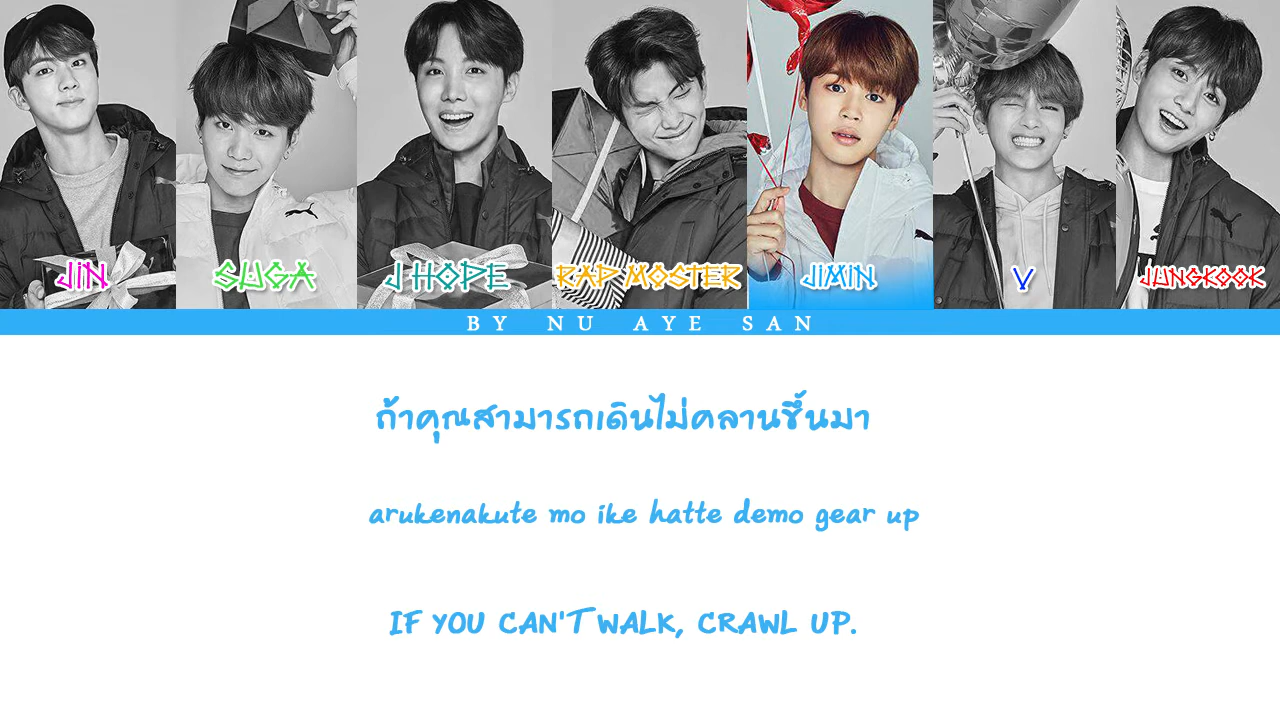 JIN
SUGA
J HOPE
RAP MOSTER
JIMIN
V
JUNGKOOK
BY NU AYE SAN
ถ้าคุณสามารถเดินไม่คลานขึ้นมา
arukenakute mo ike hatte demo gear up
IF YOU CAN'T WALK, CRAWL UP.